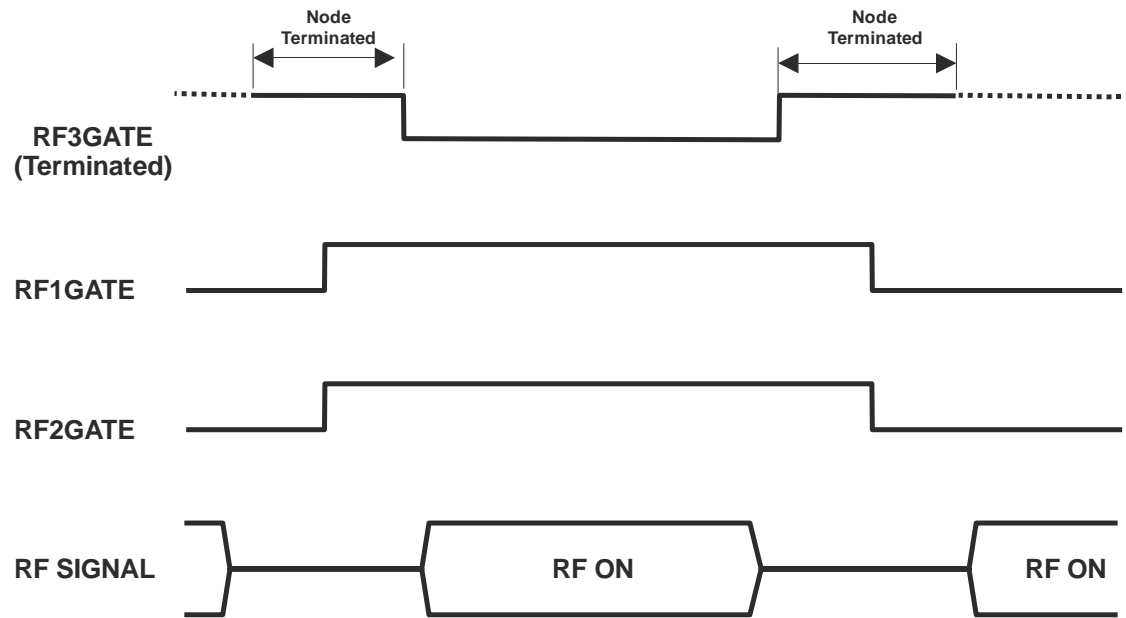 Node
Terminated
Node
Terminated
RF3GATE
(Terminated)
RF1GATE
RF2GATE
RF SIGNAL
RF ON
RF ON